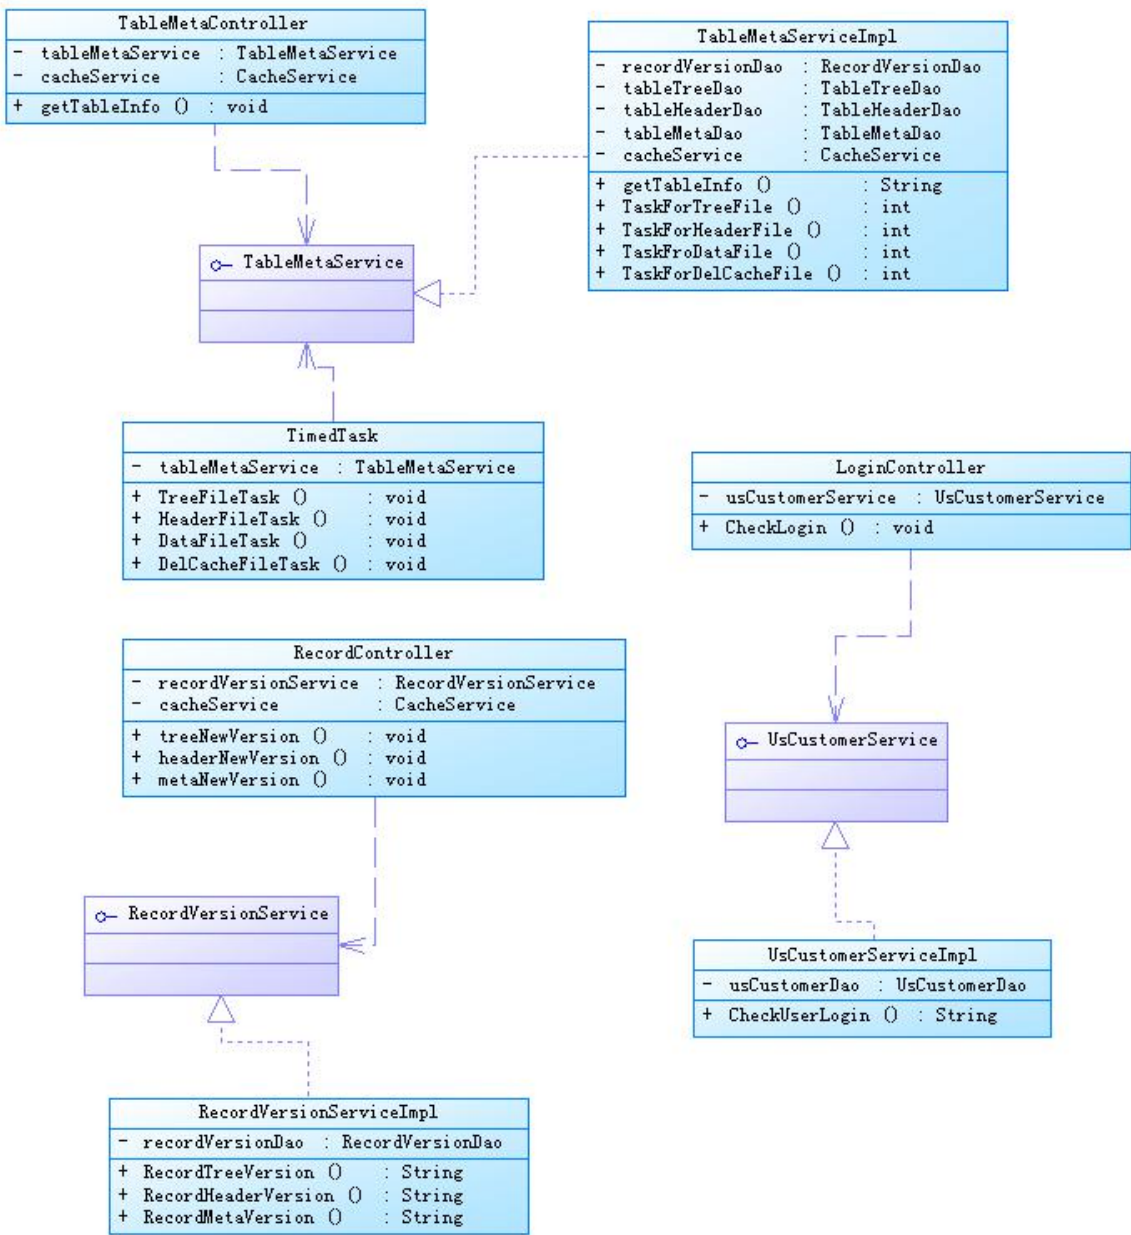 TableMetaController
- tableMetaService : TableMetaService
- cacheService : CacheService
+ getTableInfo () : void
TableMetaServiceImpl
- recordVersionDao : RecordVersionDao
- tableTreeDao : TableTreeDao
- tableHeaderDao : TableHeaderDao
- tableMetaDao : TableMetaDao
- cacheService : CacheService
+ getTableInfo () : String
+ TaskForTreeFile () : int
+ TaskForHeaderFile () : int
+ TaskFroDataFile () : int
+ TaskForDelCacheFile () : int
TableMetaService
TimedTask
- tableMetaService : TableMetaService
+ TreeFileTask () : void
+ HeaderFileTask () : void
+ DataFileTask () : void
+ DelCacheFileTask () : void
LoginController
- usCustomerService : UsCustomerService
+ CheckLogin () : void
RecordController
- recordVersionService : RecordVersionService
- cacheService : CacheService
+ treeNewVersion () : void
+ headerNewVersion () : void
+ metaNewVersion () : void
UsCustomerService
RecordVersionService
UsCustomerServiceImpl
- usCustomerDao : UsCustomerDao
+ CheckUserLogin () : String
RecordVersionServiceImpl
- recordVersionDao : RecordVersionDao
+ RecordTreeVersion () : String
+ RecordHeaderVersion () : String
+ RecordMetaVersion () : String